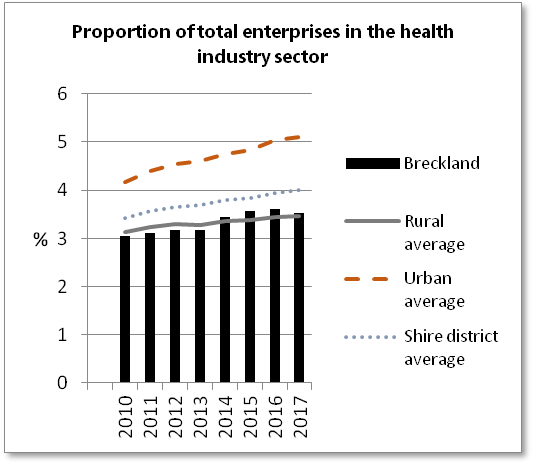 Proportion of total enterprises in the health
industry sector
6
5
4
3
2
1
0
%
2010
2011
2012
2013
2014
2015
2016
2017
Breckland
Rural
average
Urban
average
Shire district
average